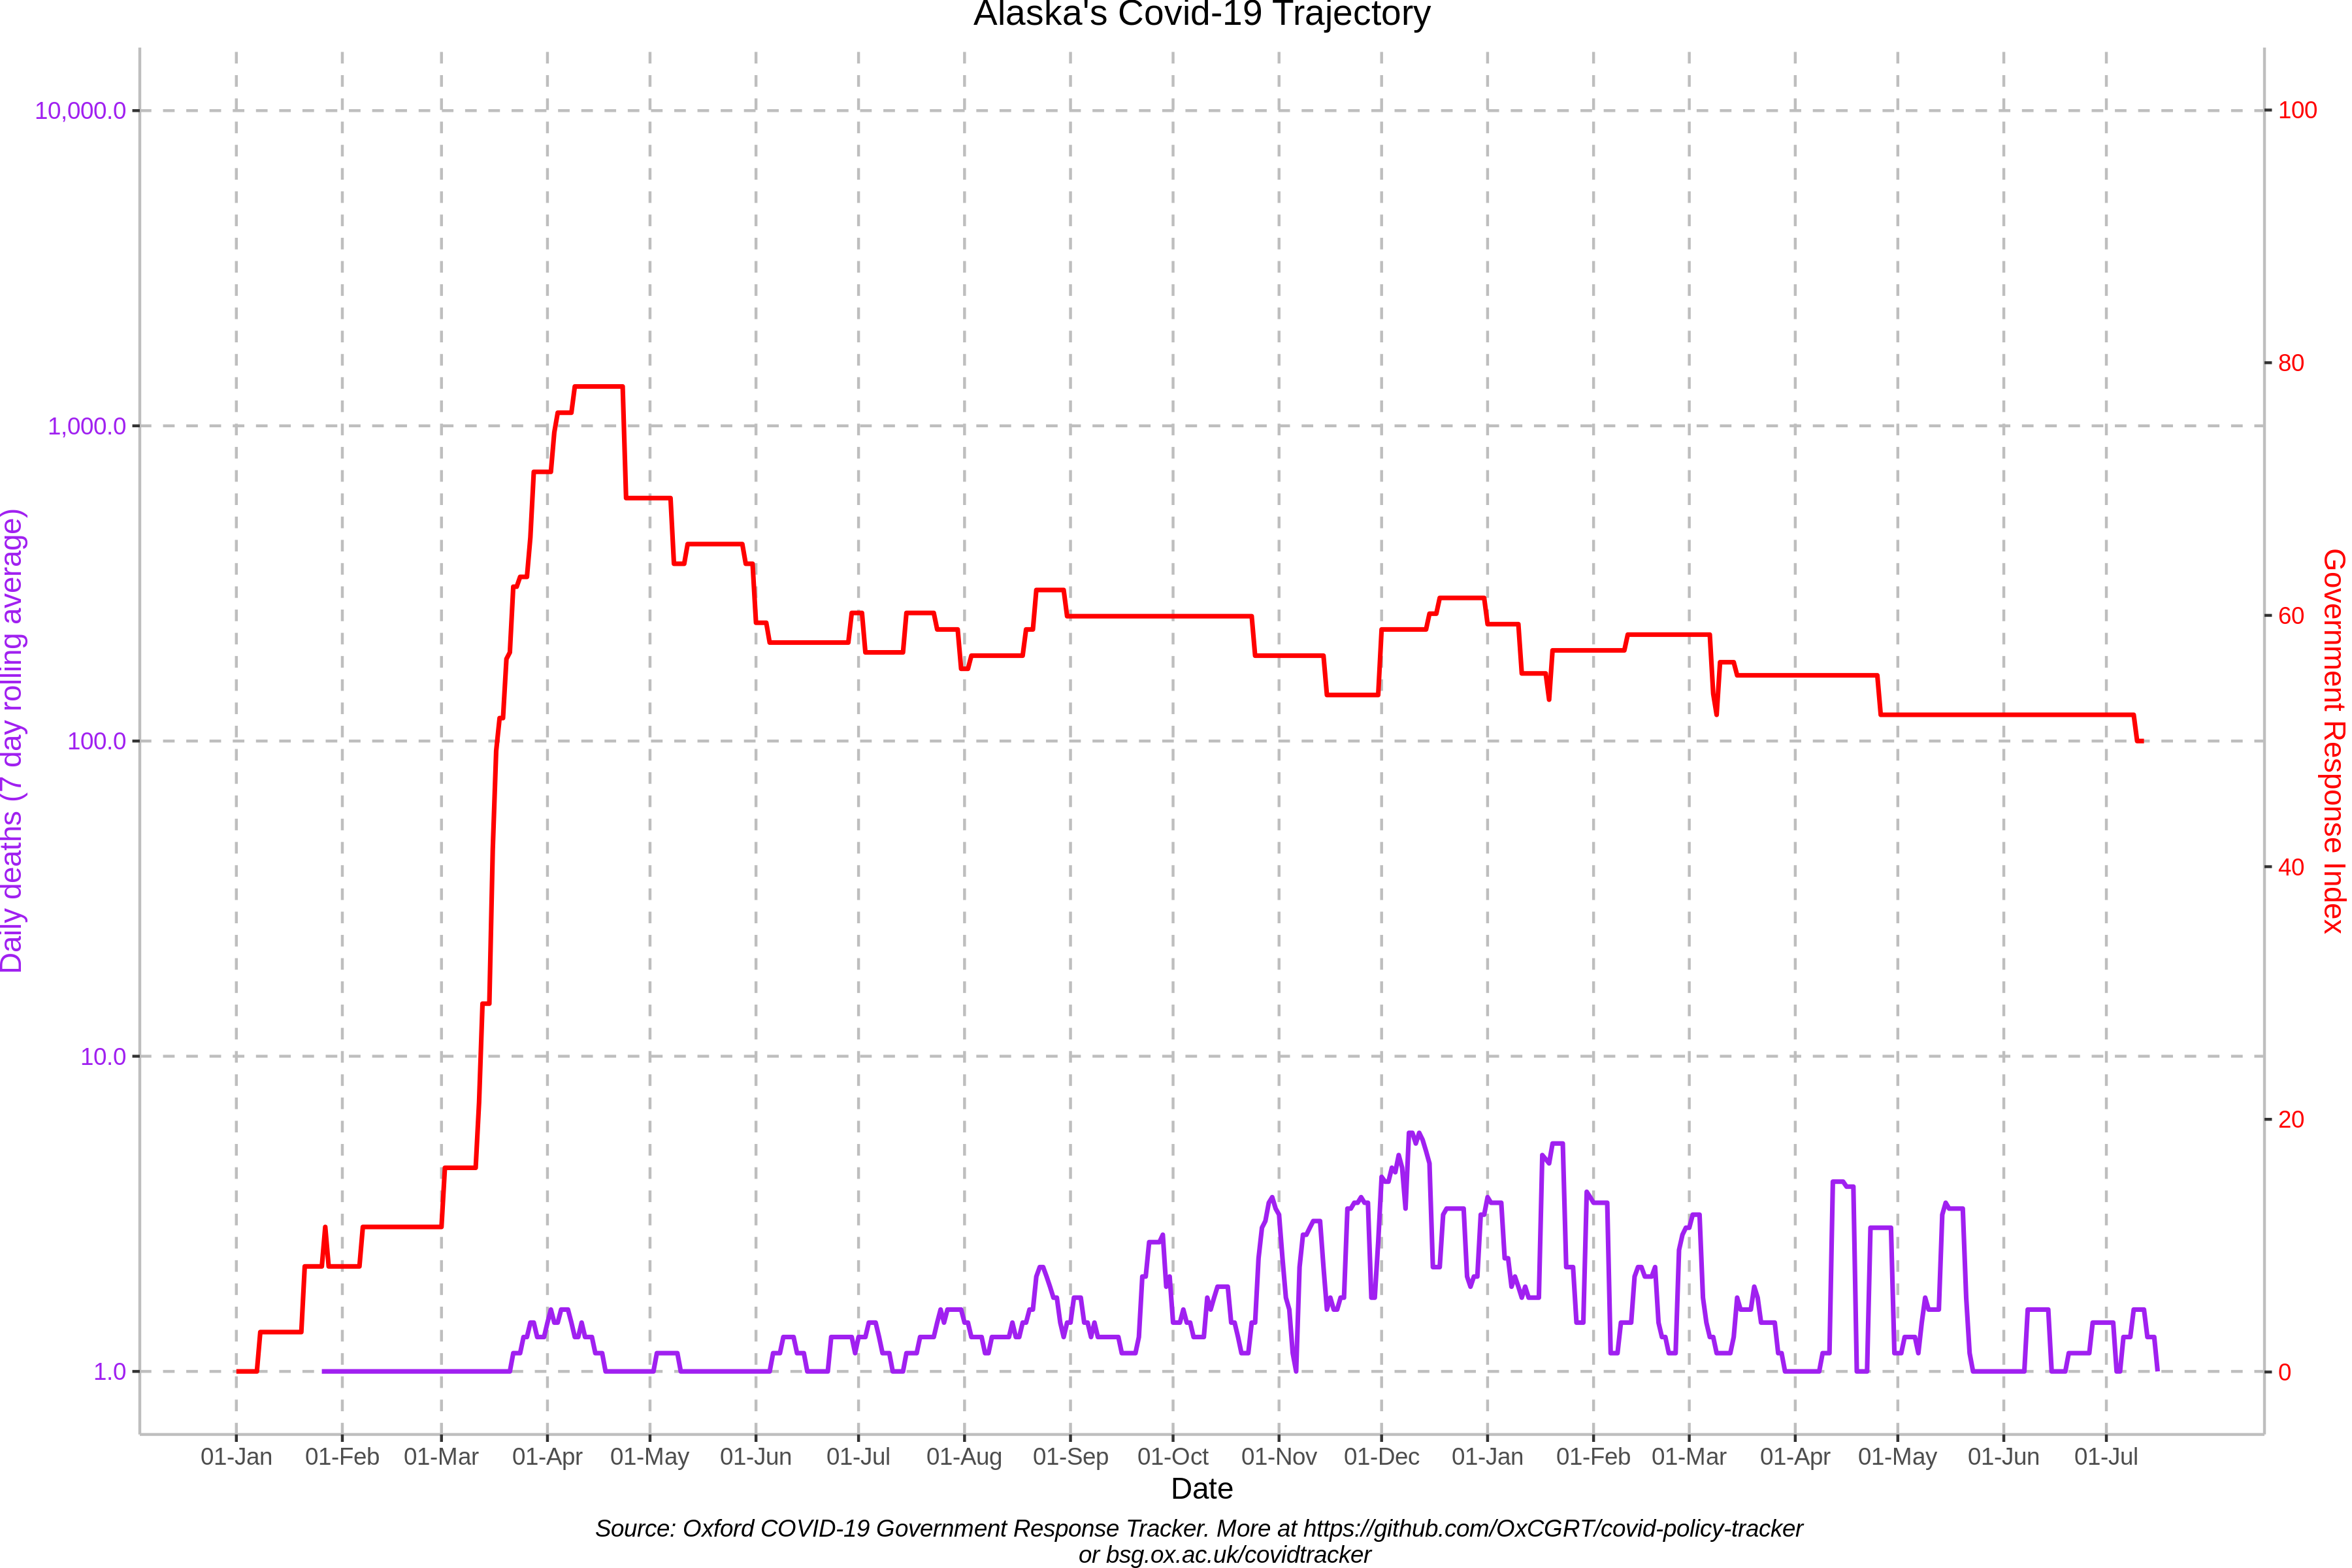 Alaska's Covid-19 Trajectory
10,000.0
1,000.0
100.0
10.0
1.0
Daily deaths (7 day rolling average)
100
80
60
40
20
0
Government Response Index
01-Jan 01-Feb 01-Mar 01-Apr 01-May 01-Jun 01-Jul 01-Aug 01-Sep 01-Oct 01-Nov 01-Dec 01-Jan 01-Feb 01-Mar 01-Apr 01-May 01-Jun 01-Jul
Date
Source: Oxford COVID-19 Government Response Tracker. More at https://github.com/OxCGRT/covid-policy-tracker
or bsg.ox.ac.uk/covidtracker